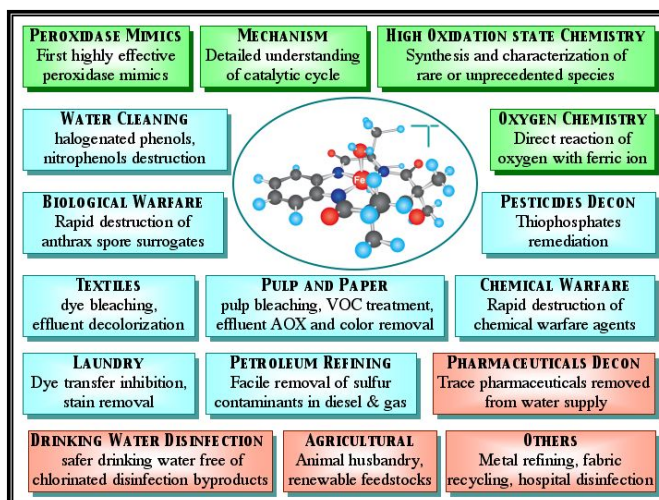 PEROXIDASE MIMICS
First highly effective
peroxidase mimics
MECHANISM
Detailed understanding
of catalytic cycle
HIGH OXIDATION STATE CHEMISTRY
Synthesis and characterization of
rare or unprecedented species
WATER CLEANING
halogenated phenols,
nitrophenols destruction
Fe
OXYGEN CHEMISTRY
Direct reaction of
oxygen with ferric ion
BIOLOGICAL WARFARE
Rapid destruction of
anthrax spore surrogates
PESTICIDES DECON
Thiophosphates
remediation
TEXTILES
dye bleaching,
effluent decolorization
PULP AND PAPER
pulp bleaching, VOC treatment,
effluent AOX and color removal
CHEMICAL WARFARE
Rapid destruction of
chemical warfare agents
LAUNDRY
Dye transfer inhibition,
stain removal
PETROLEUM REFINING
Facile removal of sulfur
contaminants in diesel & gas
PHARMACEUTICALS DECON
Trace pharmaceuticals removed
from water supply
DRINKING WATER DISINFECTION
safer drinking water free of
chlorinated disinfection byproducts
AGRICULTURAL
Animal husbandry,
renewable feedstocks
OTHERS
Metal refining, fabric
recycling, hospital disinfection